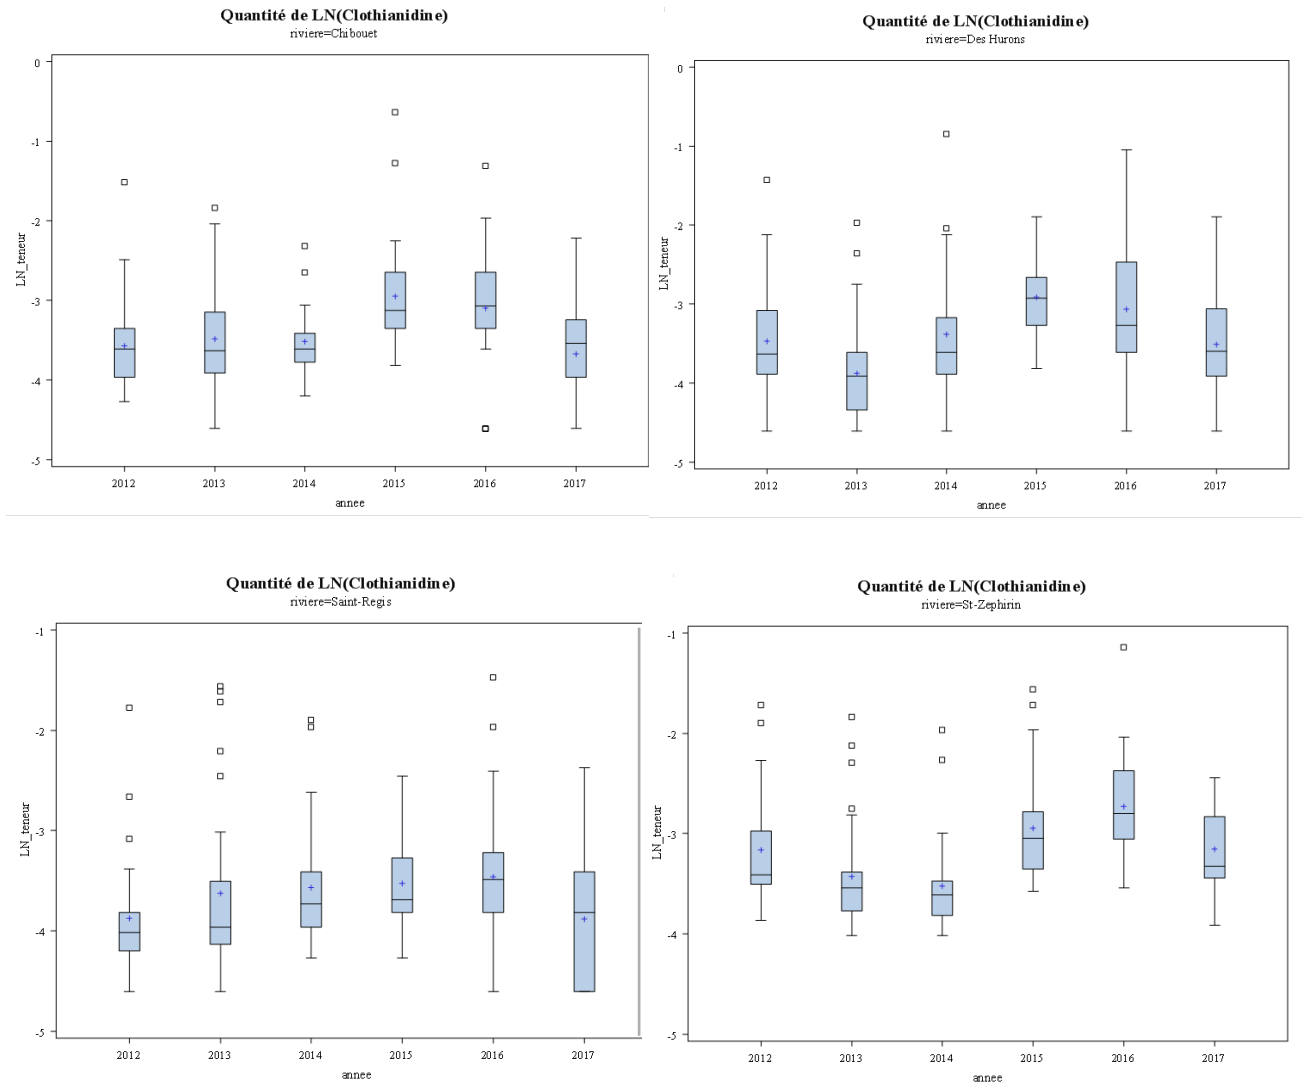 Quantité de LN(Clothianidine)
riviere=Chibouet
0
-1
-2
-3
-4
-5
LN_teneur
2012 2013 2014 2015 2016 2017
annee
Quantité de LN(Clothianidine)
riviere=Des Hurons
0
-1
-2
-3
-4
-5
LN_teneur
2012 2013 2014 2015 2016 2017
annee
Quantité de LN(Clothianidine)
riviere=Saint-Regis
-1
-2
-3
-4
-5
LN_teneur
2012 2013 2014 2015 2016 2017
annee
Quantité de LN(Clothianidine)
riviere=St-Zephirin
-1
-2
-3
-4
-5
LN_teneur
2012 2013 2014 2015 2016 2017
annee